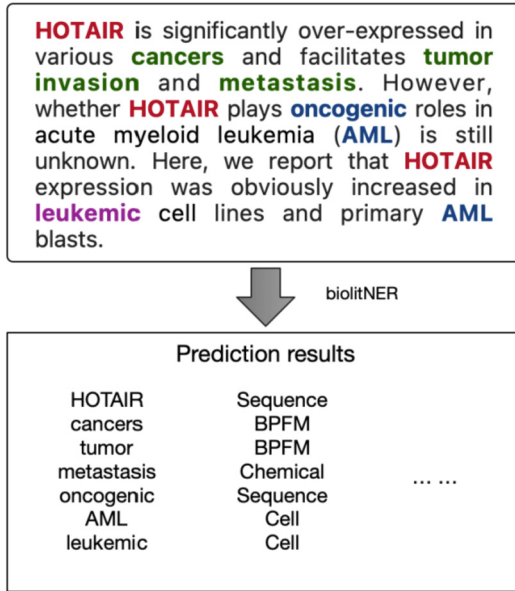 HOTAIR is significantly over-expressed in
various cancers and facilitates tumor
invasion and metastasis. However,
whether HOTAIR plays oncogenic roles in
acute myeloid leukemia (AML) is still
unknown. Here, we report that HOTAIR
expression was obviously increased in
leukemic cell lines and primary AML
blasts.
biolitNER
Prediction results
HOTAIR Sequence
cancers BPFM
tumor BPFM
metastasis Chemical
oncogenic Sequence
AML Cell
leukemic Cell
... ...